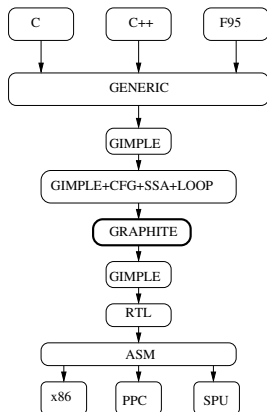 C C++ F95
GENERIC
GIMPLE
GIMPLE+CFG+SSA+LOOP
GRAPHITE
GIMPLE
RTL
ASM
x86 PPC SPU